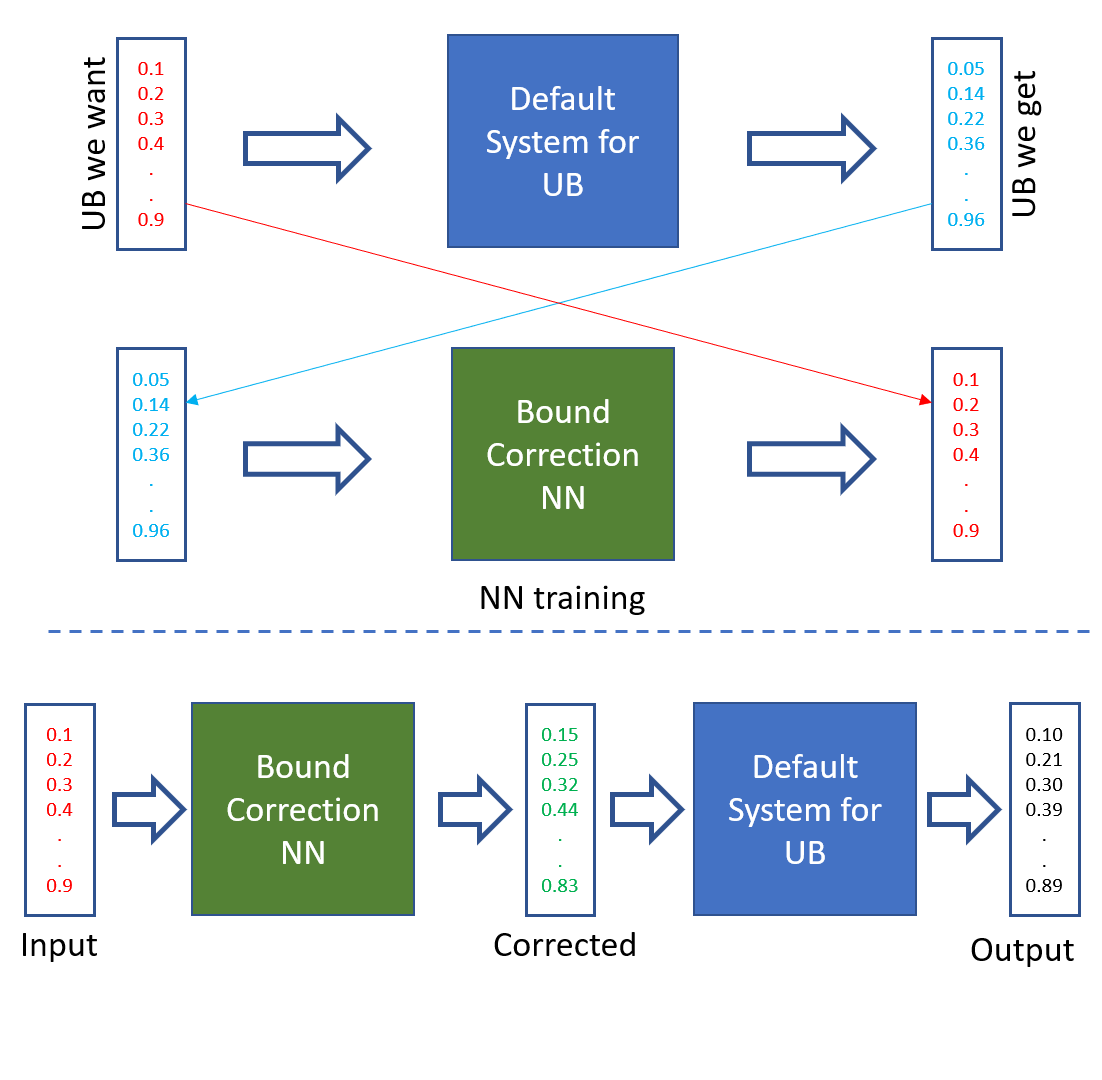 UB we want
0.1
0.2
0.3
0.4
.
.
0.9
Default
System for
UB
0.05
0.14
0.22
0.36
.
.
0.96
UB we get
0.05
0.14
0.22
0.36
.
.
0.96
Bound
Correction
NN
0.1
0.2
0.3
0.4
.
.
0.9
NN training
0.1
0.2
0.3
0.4
.
.
0.9
Input
Bound
Correction
NN
0.15
0.25
0.32
0.44
.
.
0.83
Corrected
Default
System for
UB
0.10
0.21
0.30
0.39
.
.
0.89
Output